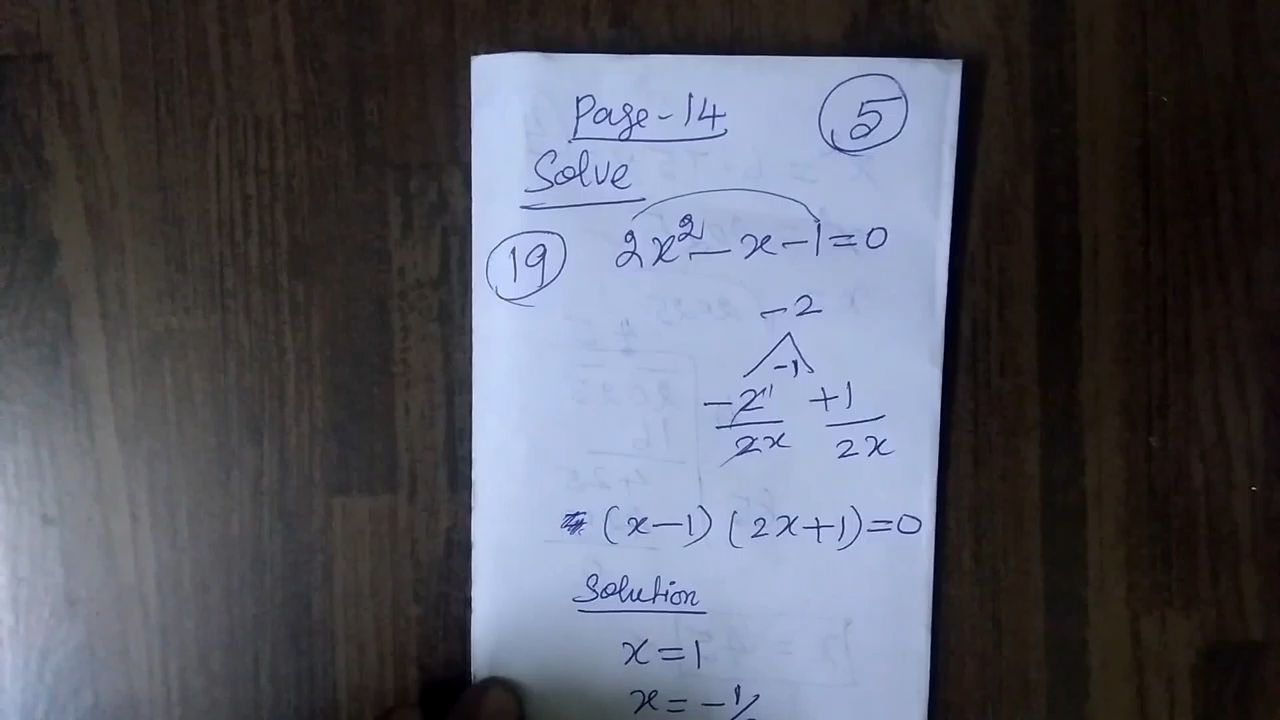 Page-14
5
Solve
19 2x²-x-1=0
-2
-1
-2 +1
2x 2x
(x-1) (2x+1)=0
Solution
x=1
x=-1/